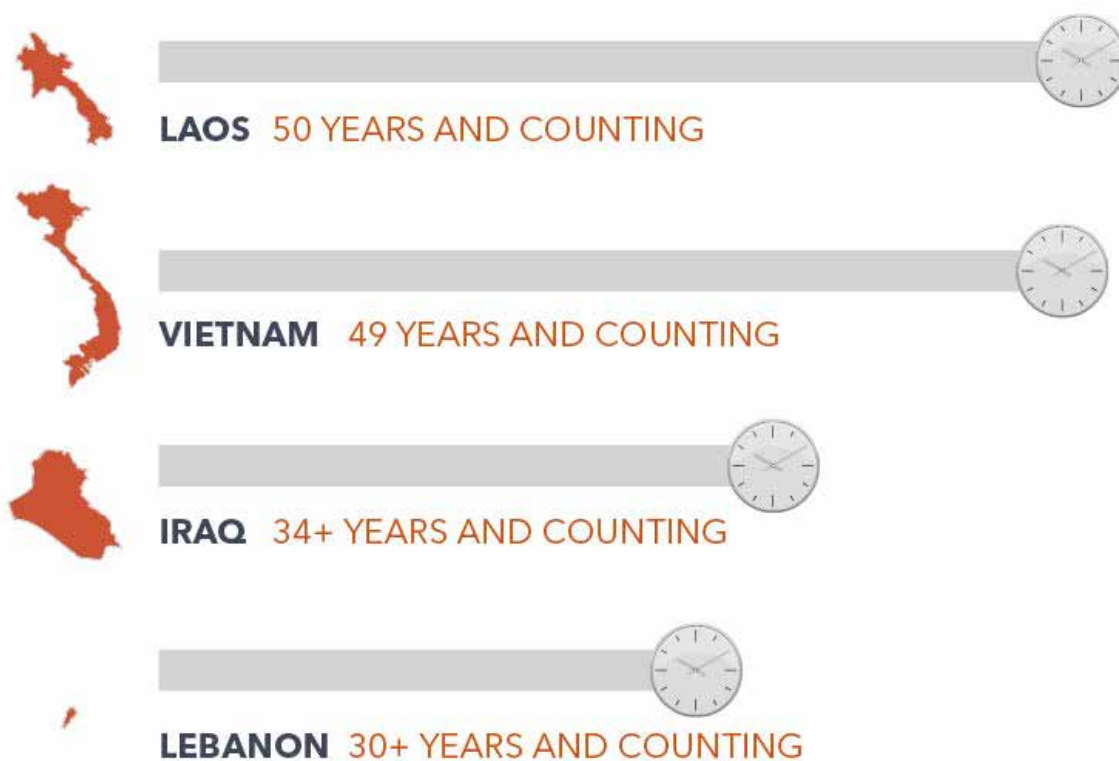 LAOS 50 YEARS AND COUNTING
VIETNAM 49 YEARS AND COUNTING
IRAQ 34+ YEARS AND COUNTING
LEBANON 30+ YEARS AND COUNTING